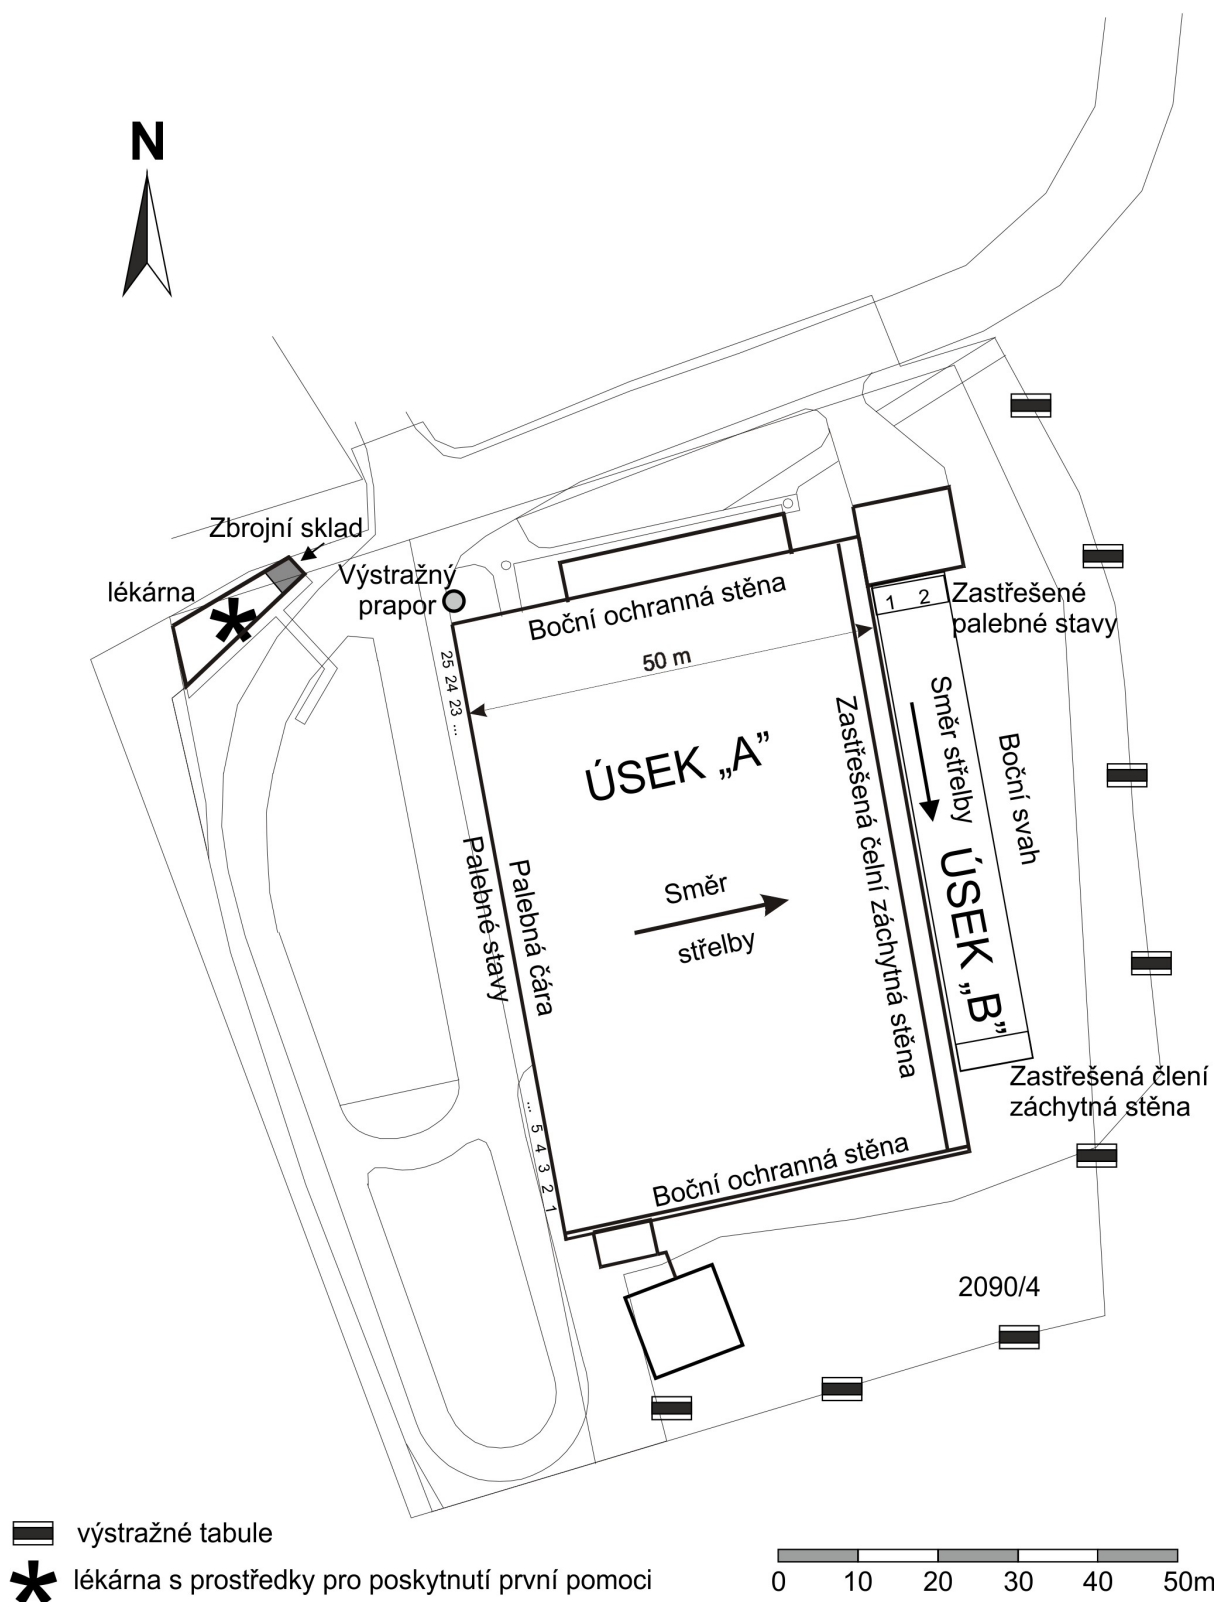 N
Zbrojní sklad
lékárna
Výstražný
prapor
Boční ochranná stěna
1 2
Zastřešené
palebné stavy
50 m
25 24 23 ...
ÚSEK „A”
Směr střelby
Boční svah
Zastřešená čelní záchytná stěna
Palebné stavy
Palebná čára
Směr
střelby
ÚSEK „B”
Zastřešená člení
záchytná stěna
... 5 4 3 2 1
Boční ochranná stěna
2090/4
výstražné tabule
lékárna s prostředky pro poskytnutí první pomoci
0 10 20 30 40 50m